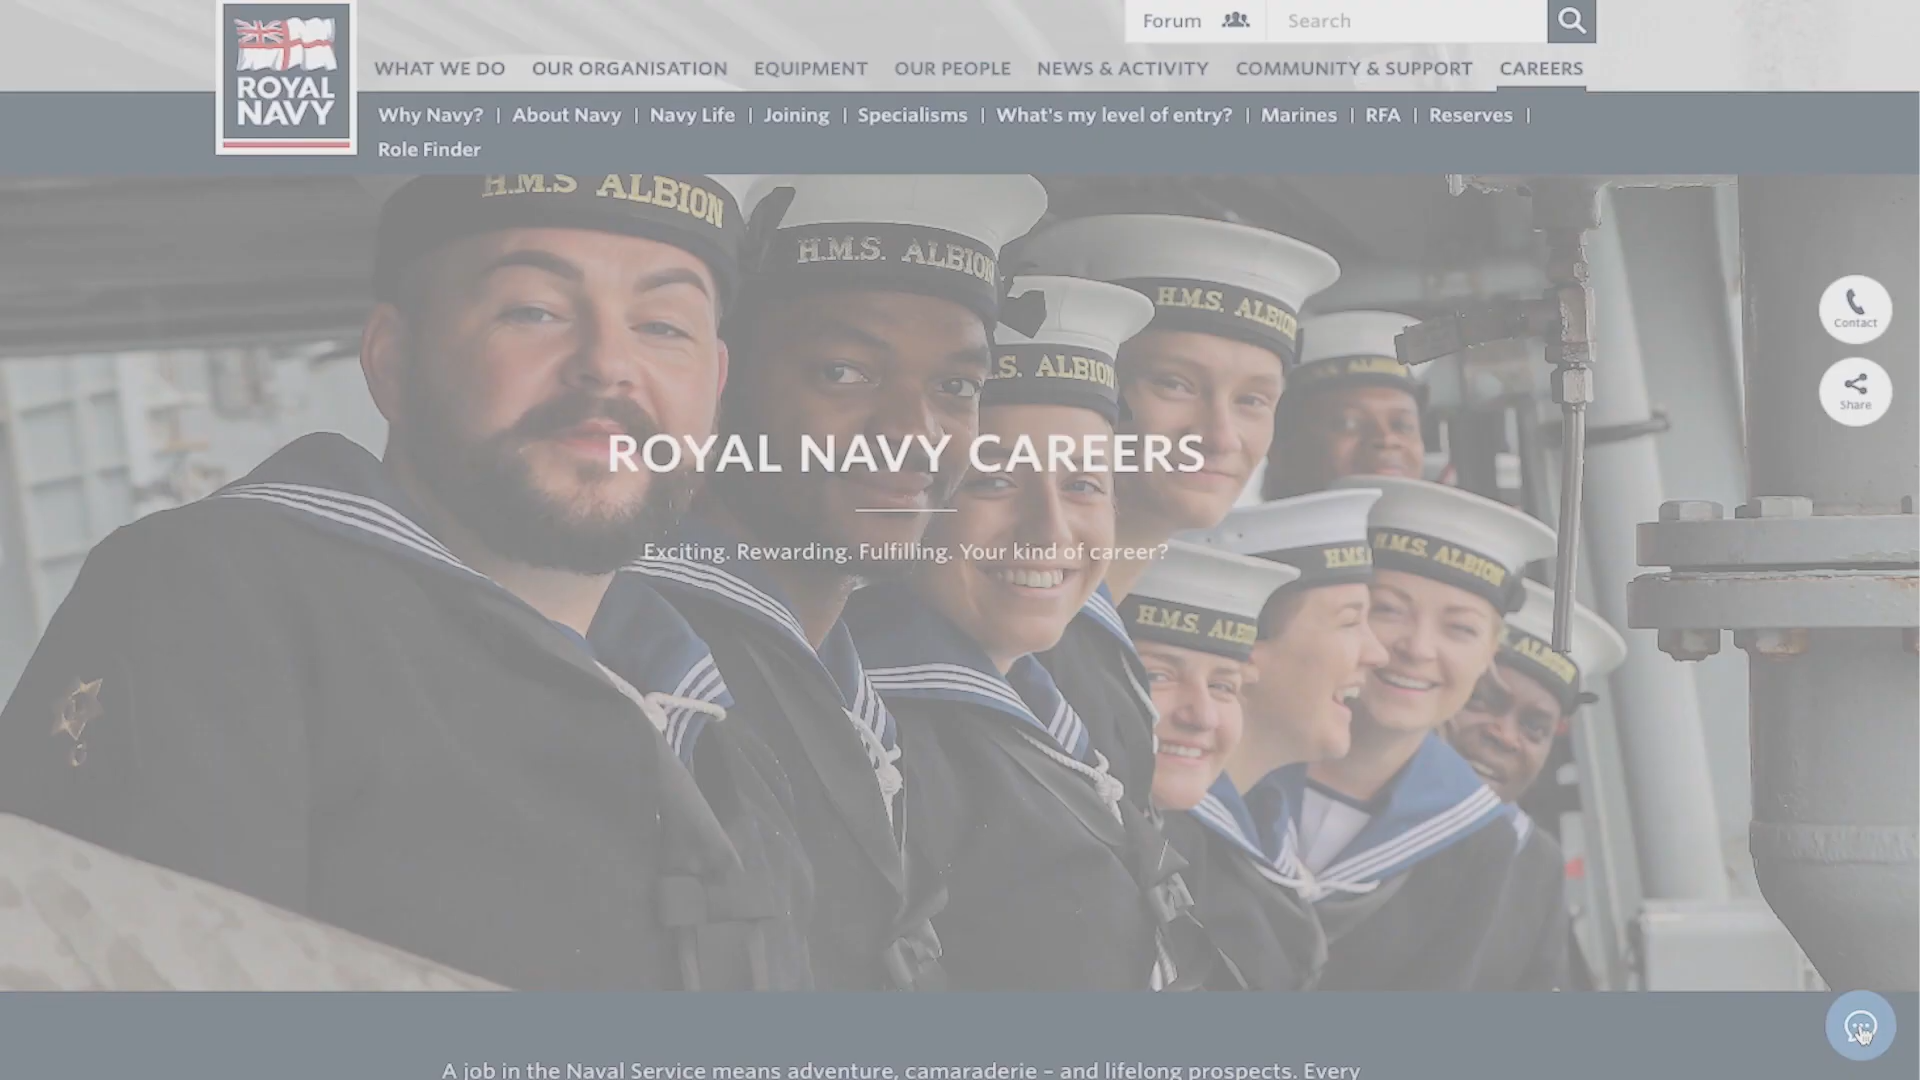 Forum
Search
ROYAL
NAVY
WHAT WE DO OUR ORGANISATION EQUIPMENT OUR PEOPLE NEWS & ACTIVITY COMMUNITY & SUPPORT CAREERS
Why Navy? | About Navy | Navy Life | Joining | Specialisms | What's my level of entry? | Marines | RFA | Reserves |
Role Finder
H.M.S ALBION
H.M.S. ALBION
H.M.S. ALBION
.S. ALBION
ALBION
Contact
Share
ROYAL NAVY CAREERS
Exciting. Rewarding. Fulfilling. Your kind of career?
H.M.S
H.M.S. ALBION
H.M.S. ALB
ALBION
A job in the Naval Service means adventure, camaraderie – and lifelong prospects. Every